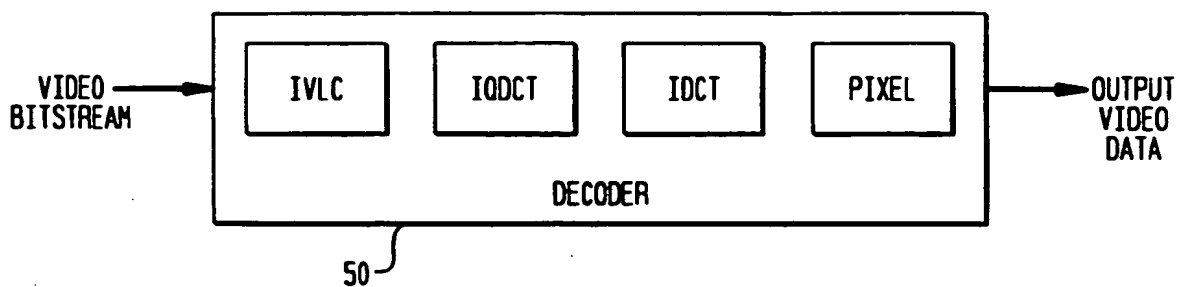 VIDEO
BITSTREAM
IVLC
IQDCT
IDCT
PIXEL
OUTPUT
VIDEO
DATA
DECODER
50